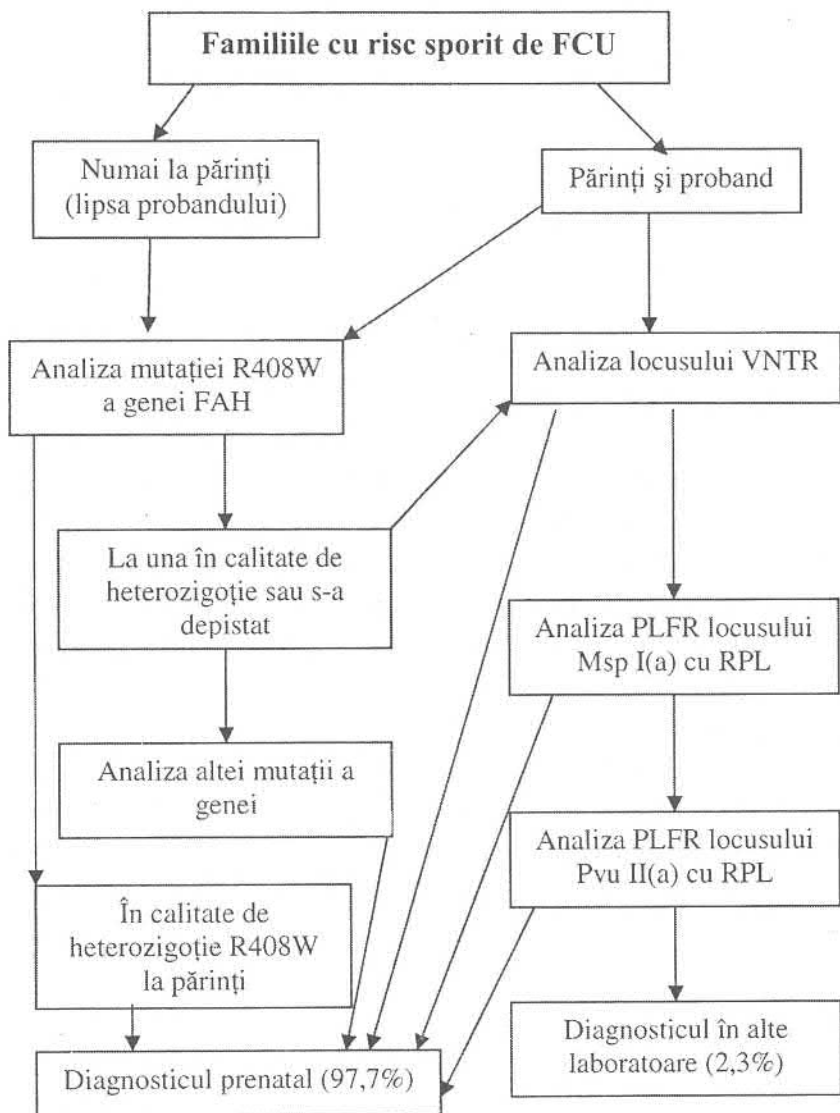 Familiile cu risc sporit de FCU
Numai la părinți
(lipsa probandului)
Părinți și proband
Analiza mutației R408W
a genei FAH
Analiza locusului VNTR
La una în calitate de
heterozigoție sau s-a
depistat
Analiza PLFR locusului
Msp I(a) cu RPL
Analiza altei mutații a
genei
Analiza PLFR locusului
Pvu II(a) cu RPL
În calitate de
heterozigoție R408W
la părinți
Diagnosticul în alte
laboratoare (2,3%)
Diagnosticul prenatal (97,7%)